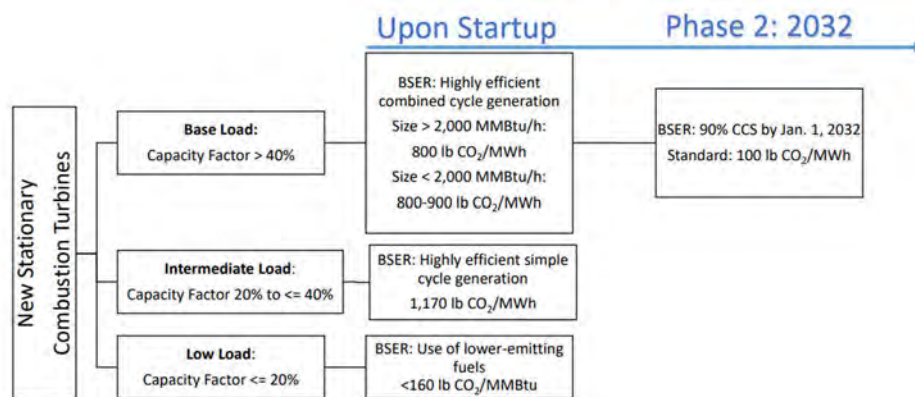 Upon Startup
Phase 2: 2032
New Stationary
Combustion Turbines
Base Load:
Capacity Factor > 40%
BSER: Highly efficient
combined cycle generation
Size > 2,000 MMBtu/h:
800 lb CO₂/MWh
Size < 2,000 MMBtu/h:
800-900 lb CO₂/MWh
BSER: 90% CCS by Jan. 1, 2032
Standard: 100 lb CO₂/MWh
Intermediate Load:
Capacity Factor 20% to <= 40%
BSER: Highly efficient simple
cycle generation
1,170 lb CO₂/MWh
Low Load:
Capacity Factor <= 20%
BSER: Use of lower-emitting
fuels
<160 lb CO₂/MMBtu